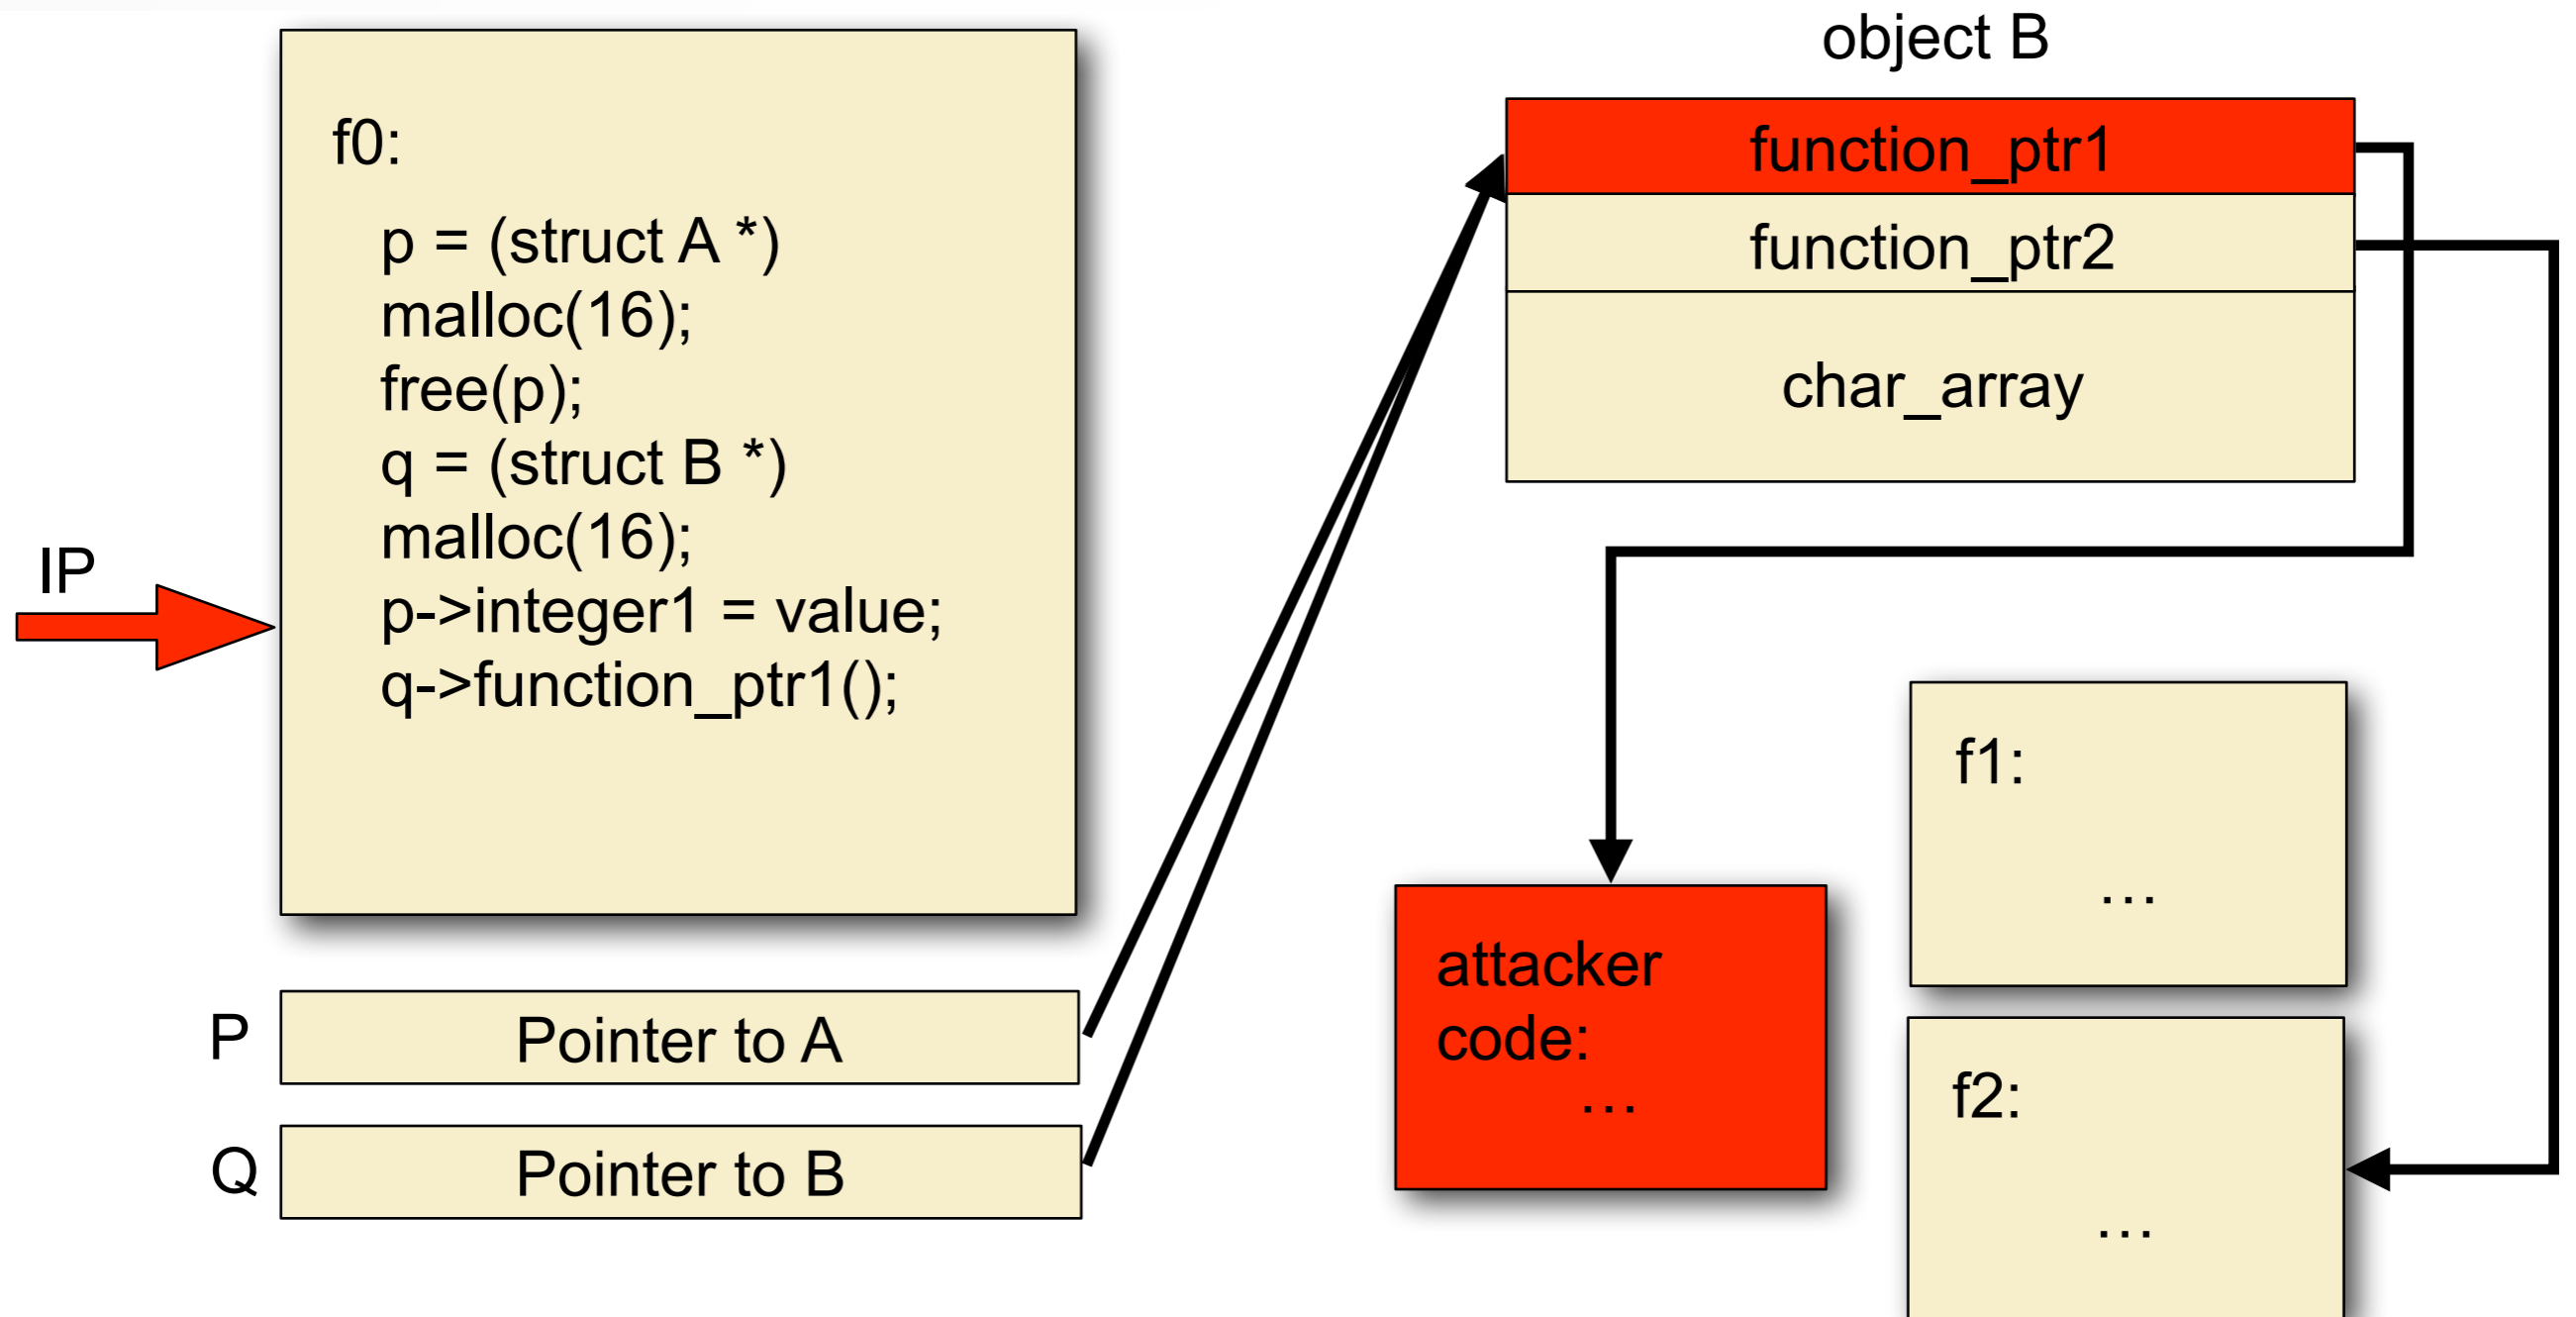 f0:
p = (struct A *)
malloc(16);
free(p);
q = (struct B *)
malloc(16);
p->integer1 = value;
q->function_ptr1();
IP
P
Pointer to A
Q
Pointer to B
object B
function_ptr1
function_ptr2
char_array
attacker
code:
…
f1:
…
f2:
…